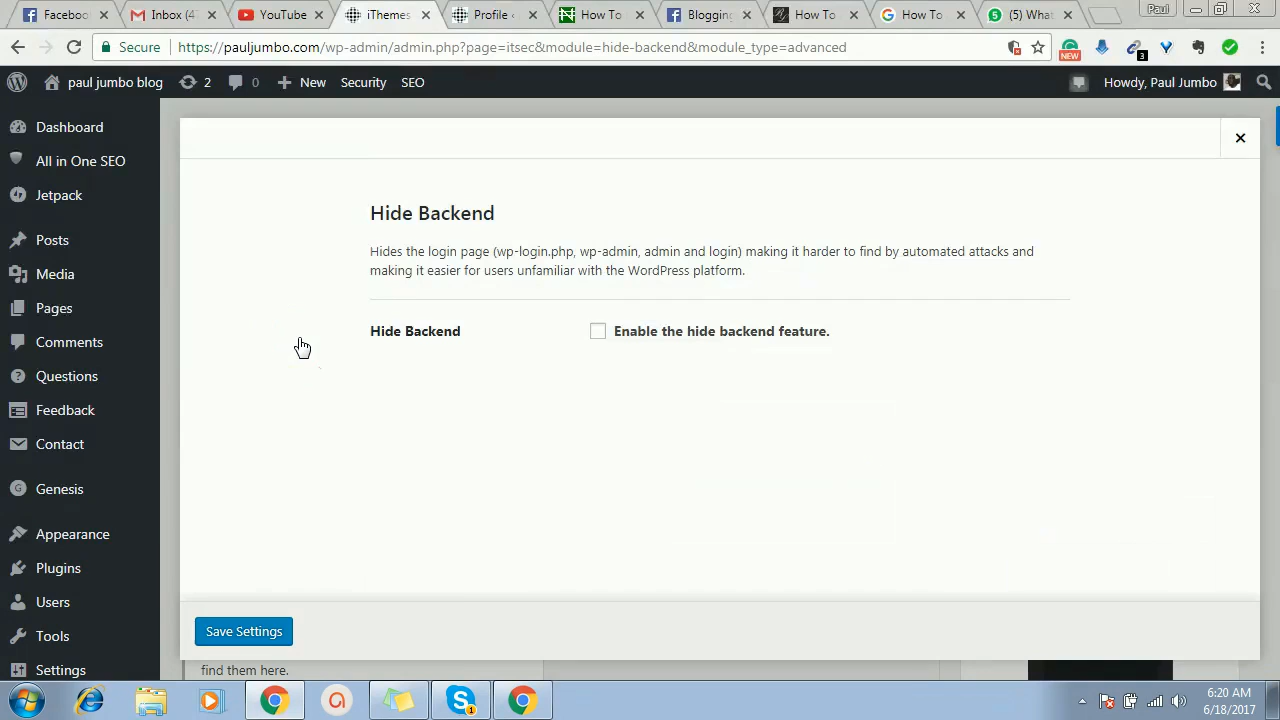 Facebook
Inbox (4
YouTube
iThemes
Profile
How To
Blogging
How To
How To
(5) What
Paul
Secure
https://pauljumbo.com/wp-admin/admin.php?page=itsec&module=hide-backend&module_type=advanced
NEW
3
paul jumbo blog
2
0
New
Security
SEO
Howdy, Paul Jumbo
Dashboard
All in One SEO
Jetpack
Posts
Media
Pages
Comments
Questions
Feedback
Contact
Genesis
Appearance
Plugins
Users
Tools
Settings
Hide Backend
Hides the login page (wp-login.php, wp-admin, admin and login) making it harder to find by automated attacks and
making it easier for users unfamiliar with the WordPress platform.
Hide Backend
Enable the hide backend feature.
Save Settings
find them here.
6:20 AM
6/18/2017